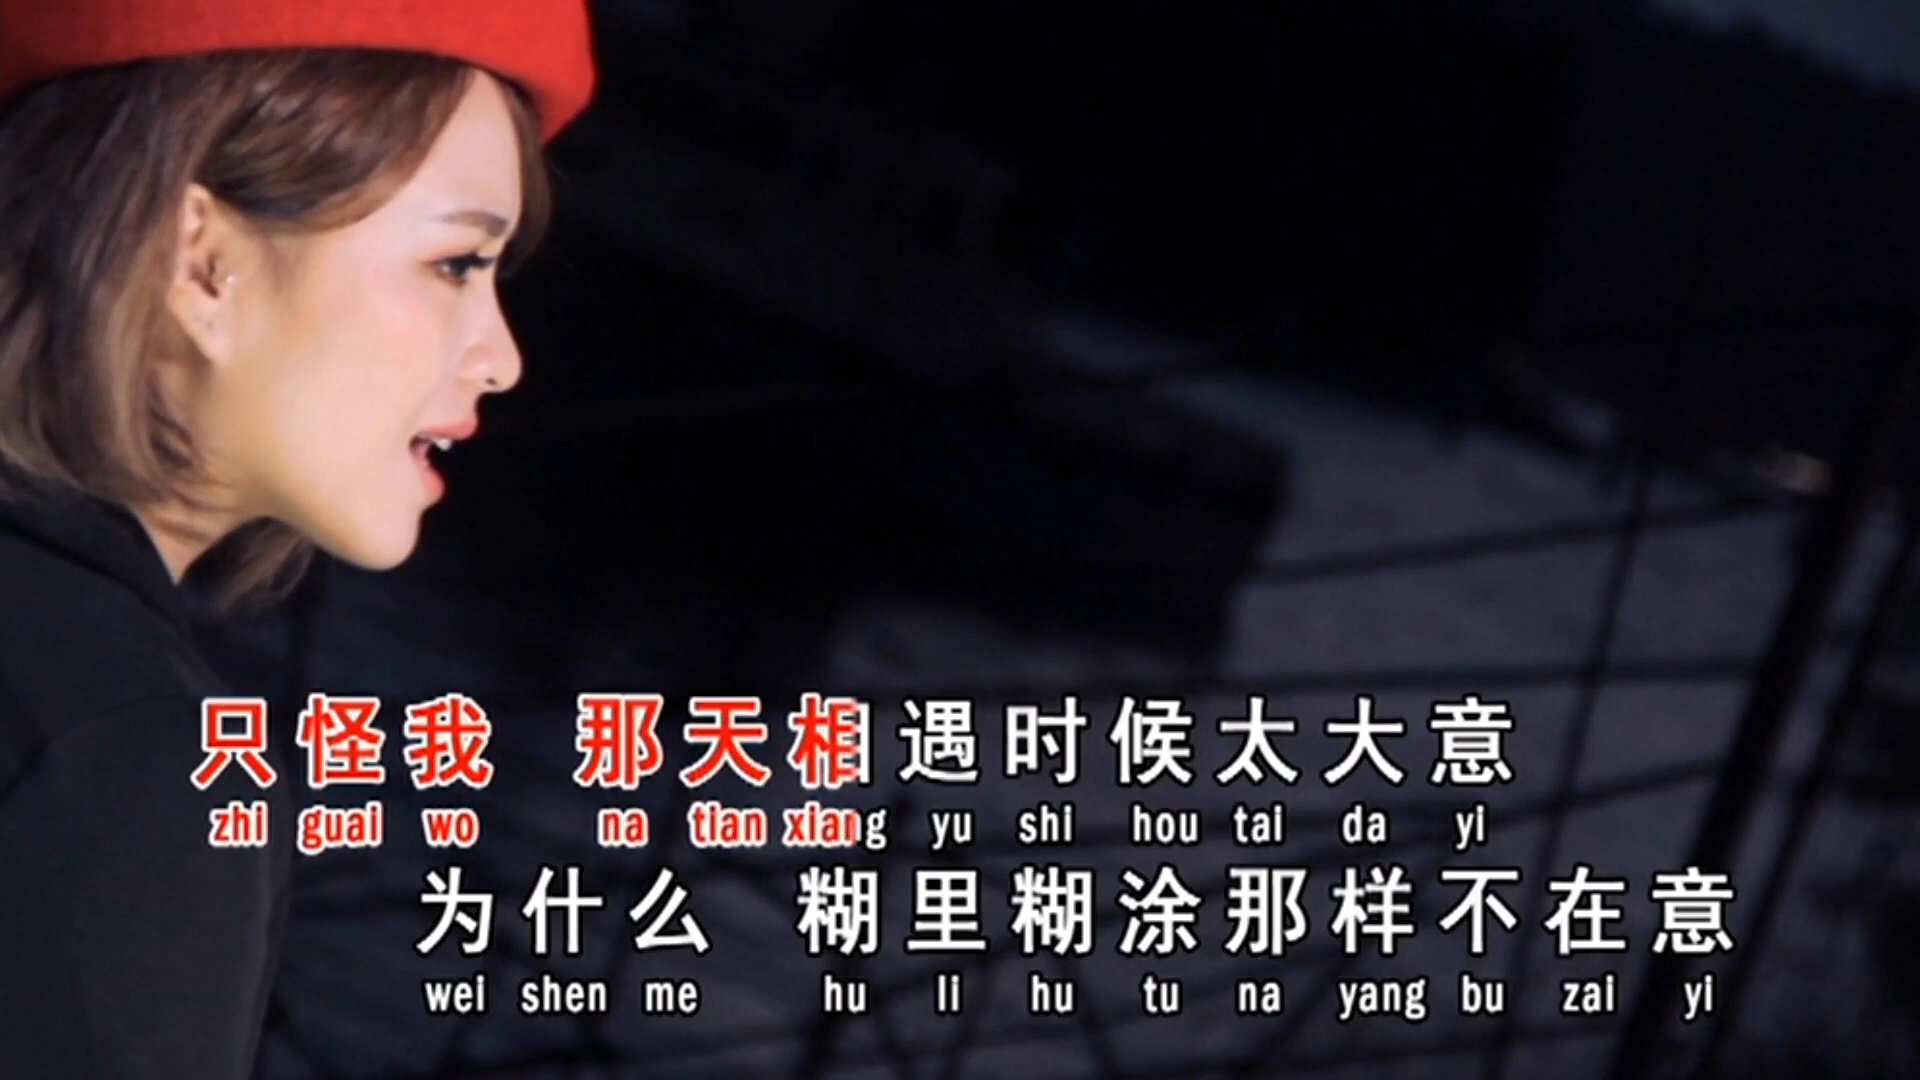 只怪我 那天相遇时候太大意
zhi guai wo na tian xiang yu shi hou tai da yi
为什么 糊里糊涂那样不在意
wei shen me hu li hu tu na yang bu zai yi